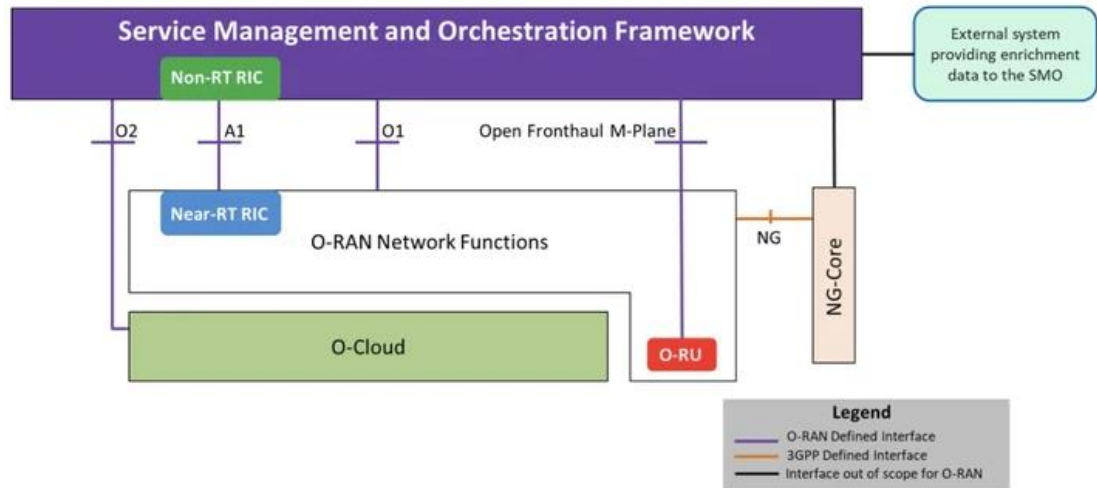 Service Management and Orchestration Framework
External system
providing enrichment
data to the SMO
Non-RT RIC
O2
A1
O1
Open Fronthaul M-Plane
Near-RT RIC
O-RAN Network Functions
NG
NG-Core
O-Cloud
O-RU
Legend
O-RAN Defined Interface
3GPP Defined Interface
Interface out of scope for O-RAN